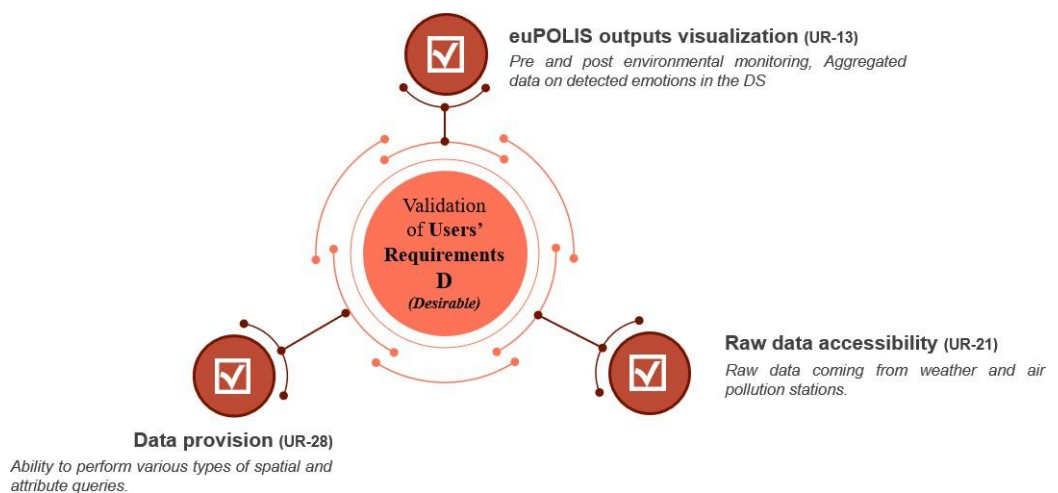 euPOLIS outputs visualization (UR-13)
Pre and post environmental monitoring, Aggregated
data on detected emotions in the DS
Validation
of Users’
Requirements
D
(Desirable)
Raw data accessibility (UR-21)
Raw data coming from weather and air
pollution stations.
Data provision (UR-28)
Ability to perform various types of spatial and
attribute queries.